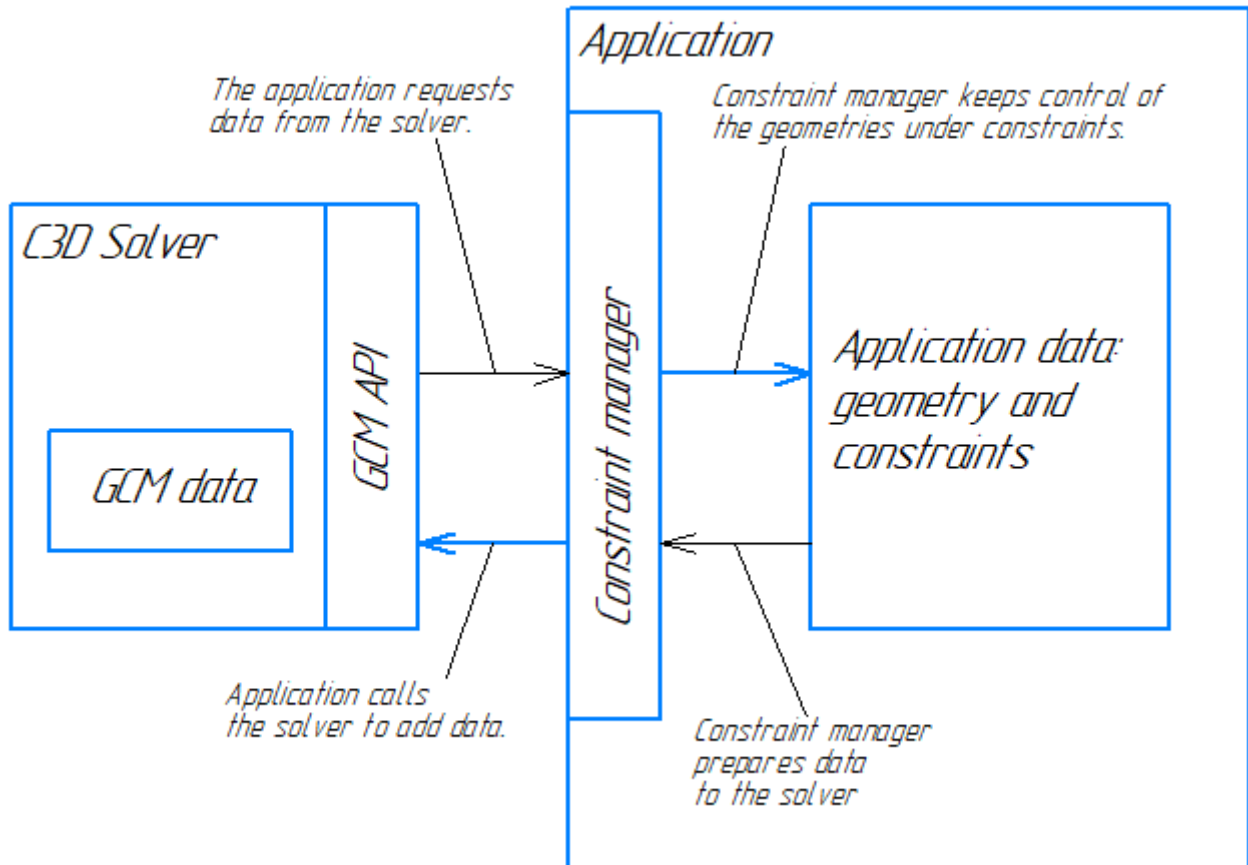 Application
The application requests
data from the solver.
Constraint manager keeps control of
the geometries under constraints.
C3D Solver
GCM API
GCM data
Constraint manager
Application data:
geometry and
constraints
Application calls
the solver to add data.
Constraint manager
prepares data
to the solver